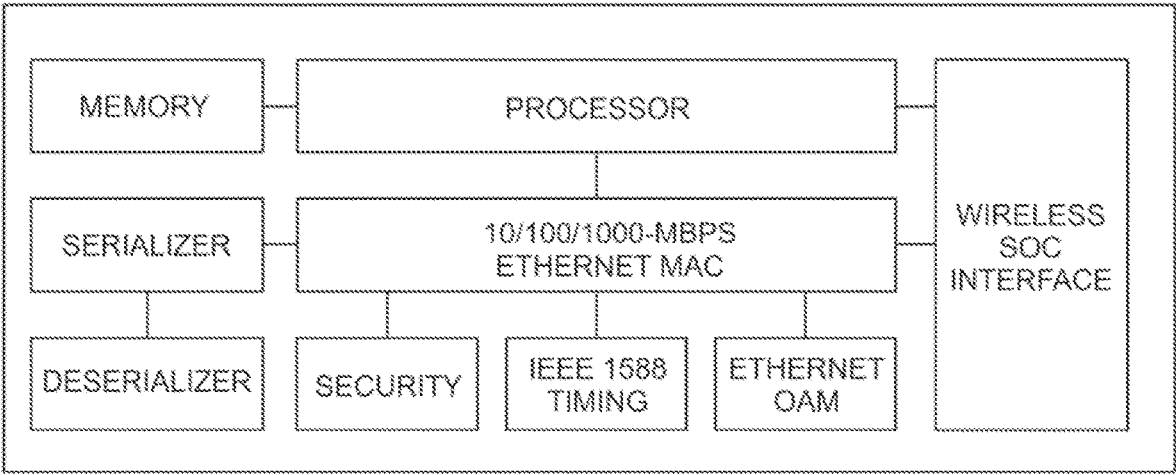 MEMORY
PROCESSOR
WIRELESS
SOC
INTERFACE
SERIALIZER
10/100/1000-MBPS
ETHERNET MAC
DESERIALIZER
SECURITY
IEEE 1588
TIMING
ETHERNET
OAM